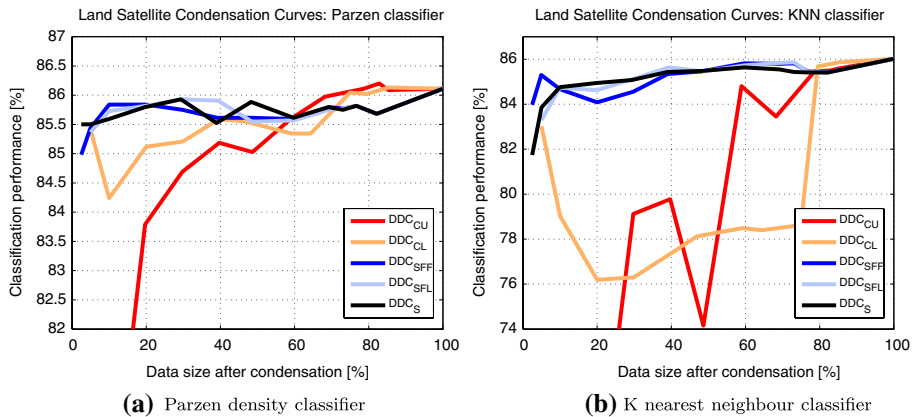 Land Satellite Condensation Curves: Parzen classifier
87
86.5
86
85.5
85
84.5
84
83.5
83
82.5
82
0
20
40
60
80
100
Classification performance [%]
Data size after condensation [%]
DDC_CU
DDC_CL
DDC_SFF
DDC_SFL
DDC_S
(a) Parzen density classifier
Land Satellite Condensation Curves: KNN classifier
86
84
82
80
78
76
74
0
20
40
60
80
100
Classification performance [%]
Data size after condensation [%]
DDC_CU
DDC_CL
DDC_SFF
DDC_SFL
DDC_S
(b) K nearest neighbour classifier